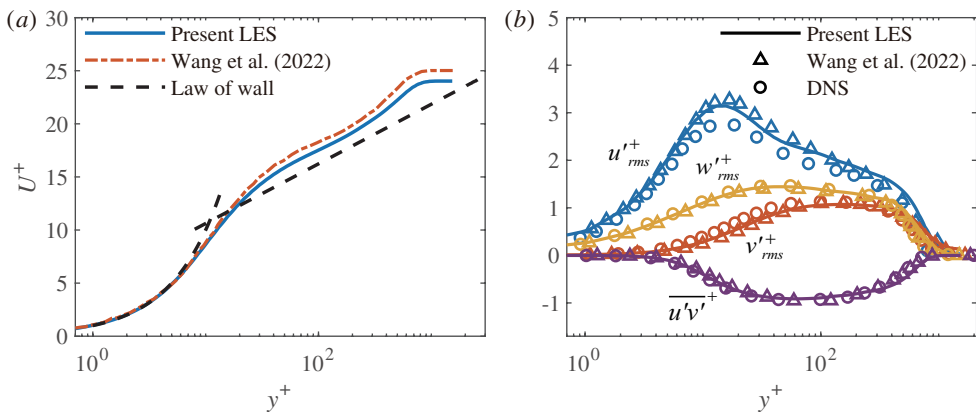 (a)
30
25
20
15
10
5
0
U+
Present LES
Wang et al. (2022)
Law of wall
10^0
10^2
y+
(b)
5
4
3
2
1
0
-1
Present LES
Wang et al. (2022)
DNS
u'+rms
w'+rms
v'+rms
u'v'+
10^0
10^2
y+